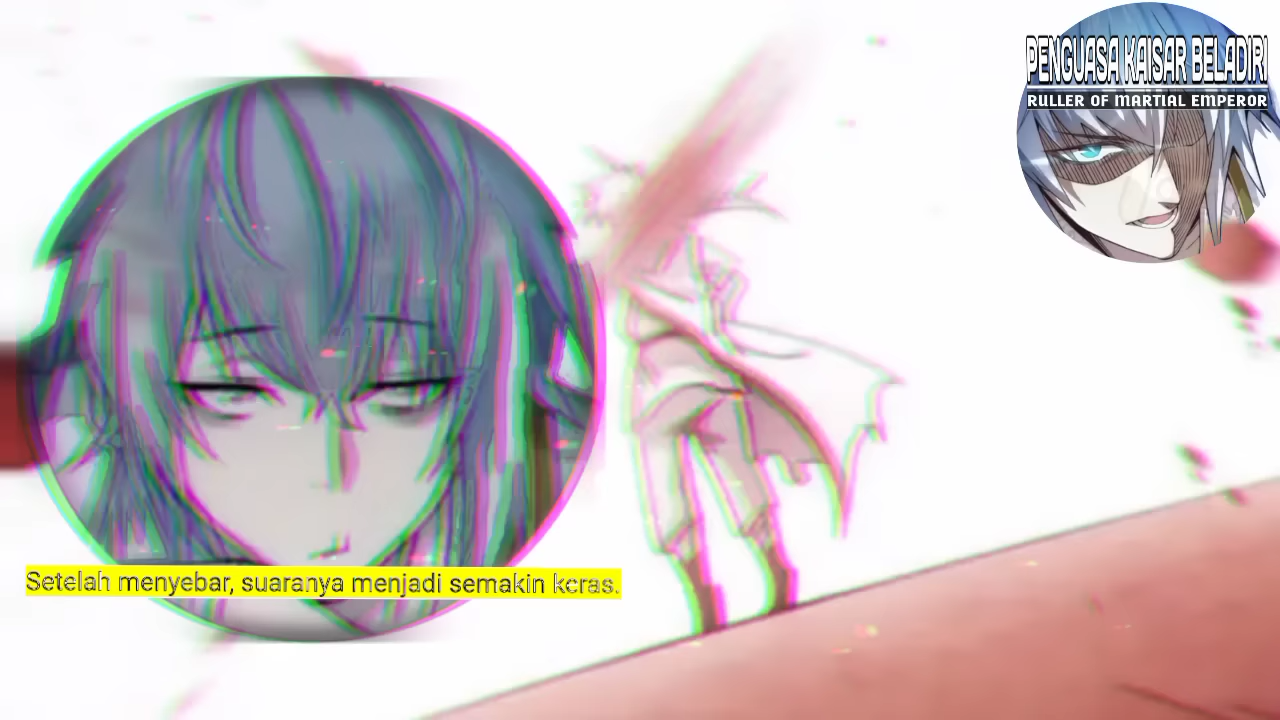 PENGUASA KAISAR BELADIRI
RULLER OF MARTIAL EMPEROR
Setelah menyebar, suaranya menjadi semakin keras.